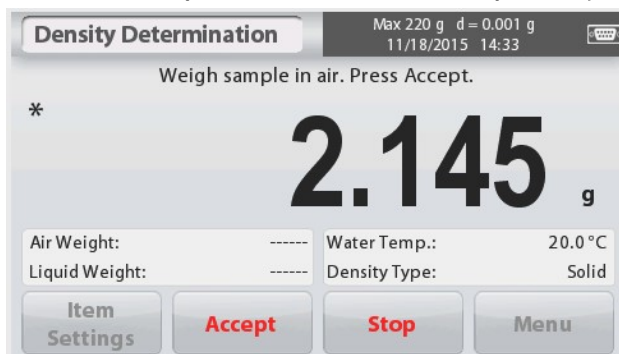 Density Determination
Max 220 g d = 0.001 g
11/18/2015 14:33
Weigh sample in air. Press Accept.
*
2.145 g
Air Weight: ------ Water Temp.: 20.0 °C
Liquid Weight: ------ Density Type: Solid
Item Settings
Accept
Stop
Menu